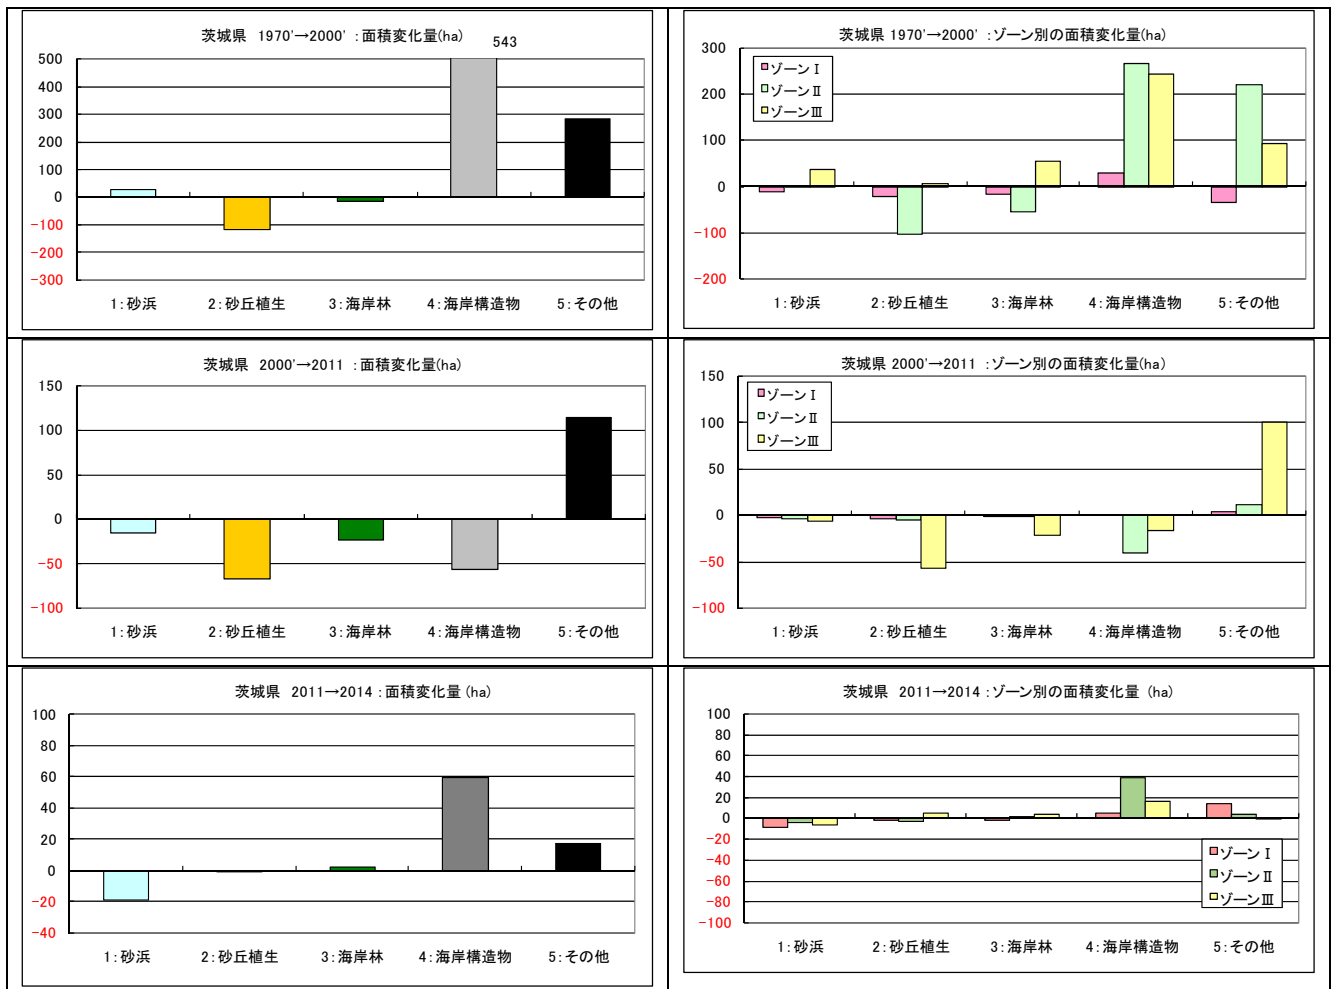 茨城県 1970'→2000' :面積変化量(ha)
543
500
400
300
200
100
0
-100
-200
-300
1:砂浜 2:砂丘植生 3:海岸林 4:海岸構造物 5:その他
茨城県 1970'→2000' :ゾーン別の面積変化量(ha)
300
200
100
0
-100
-200
ゾーンⅠ
ゾーンⅡ
ゾーンⅢ
1:砂浜 2:砂丘植生 3:海岸林 4:海岸構造物 5:その他
茨城県 2000'→2011 :面積変化量(ha)
150
100
50
0
-50
-100
1:砂浜 2:砂丘植生 3:海岸林 4:海岸構造物 5:その他
茨城県 2000'→2011 :ゾーン別の面積変化量(ha)
150
100
50
0
-50
-100
ゾーンⅠ
ゾーンⅡ
ゾーンⅢ
1:砂浜 2:砂丘植生 3:海岸林 4:海岸構造物 5:その他
茨城県 2011→2014 :面積変化量 (ha)
100
80
60
40
20
0
-20
-40
1:砂浜 2:砂丘植生 3:海岸林 4:海岸構造物 5:その他
茨城県 2011→2014 :ゾーン別の面積変化量 (ha)
100
80
60
40
20
0
-20
-40
-60
-80
-100
ゾーンⅠ
ゾーンⅡ
ゾーンⅢ
1:砂浜 2:砂丘植生 3:海岸林 4:海岸構造物 5:その他